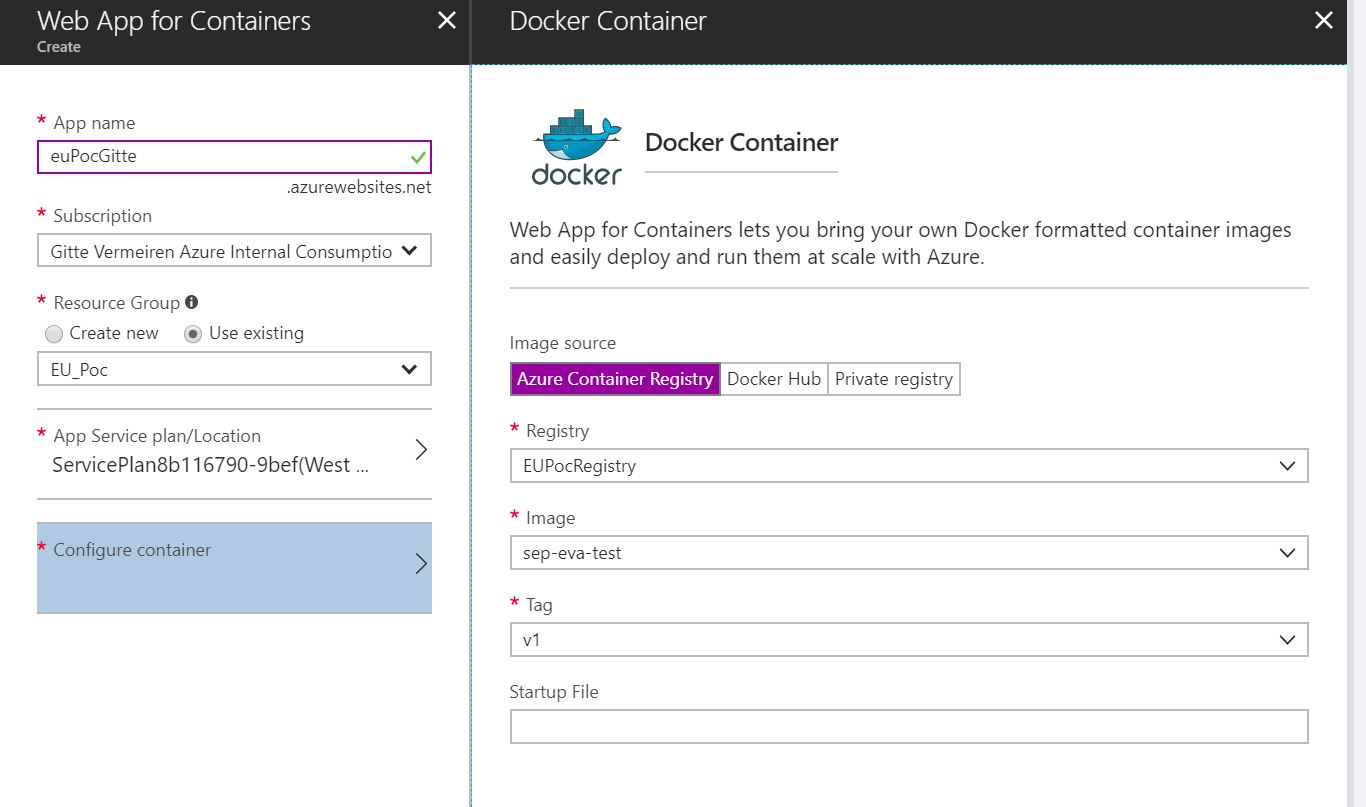 Web App for Containers
Create
* App name
euPocGitte
.azurewebsites.net
* Subscription
Gitte Vermeiren Azure Internal Consumptio
* Resource Group
Create new Use existing
EU_Poc
* App Service plan/Location
ServicePlan8b116790-9bef(West ...
* Configure container
Docker Container
docker
Docker Container
Web App for Containers lets you bring your own Docker formatted container images
and easily deploy and run them at scale with Azure.
Image source
Azure Container Registry Docker Hub Private registry
* Registry
EUPocRegistry
* Image
sep-eva-test
* Tag
v1
Startup File